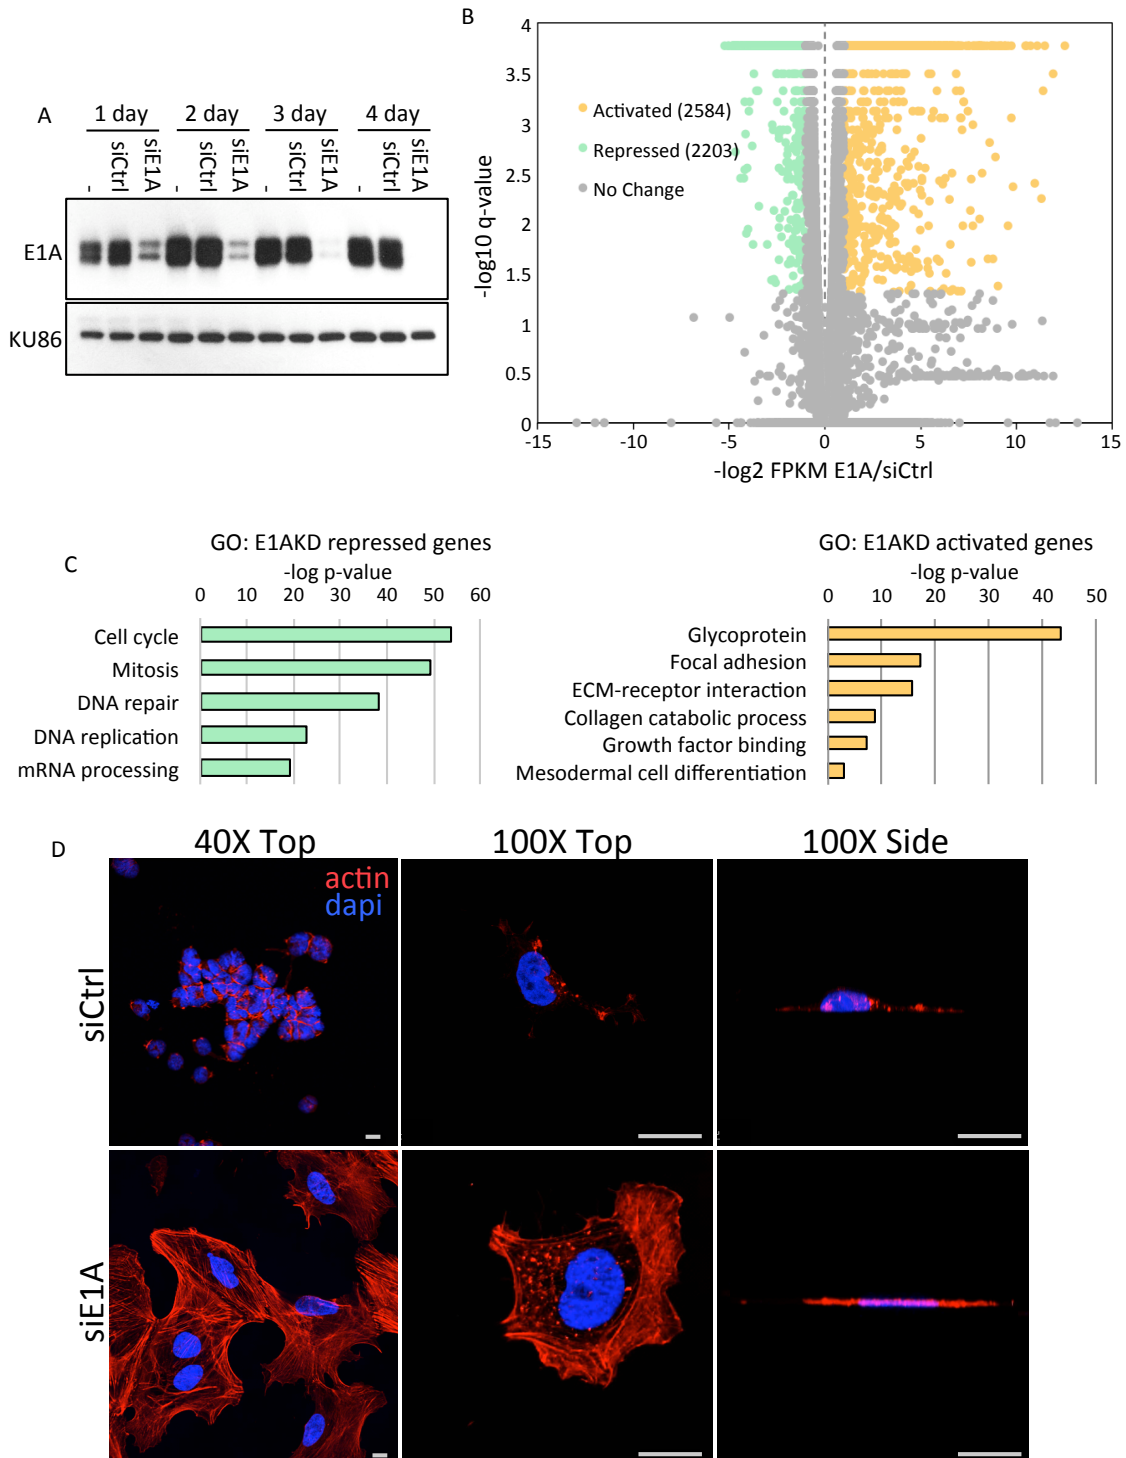 A
1 day 2 day 3 day 4 day
- siCtrl siE1A - siCtrl siE1A - siCtrl siE1A - siCtrl siE1A
E1A
KU86
B
4
3.5
3
2.5
2
1.5
1
0.5
0
-log10 q-value
Activated (2584)
Repressed (2203)
No Change
-15 -10 -5 0 5 10 15
-log2 FPKM E1A/siCtrl
C
GO: E1AKD repressed genes
-log p-value
0 10 20 30 40 50 60
Cell cycle
Mitosis
DNA repair
DNA replication
mRNA processing
GO: E1AKD activated genes
-log p-value
0 10 20 30 40 50
Glycoprotein
Focal adhesion
ECM-receptor interaction
Collagen catabolic process
Growth factor binding
Mesodermal cell differentiation
D
40X Top 100X Top 100X Side
actin
dapi
siCtrl
siE1A